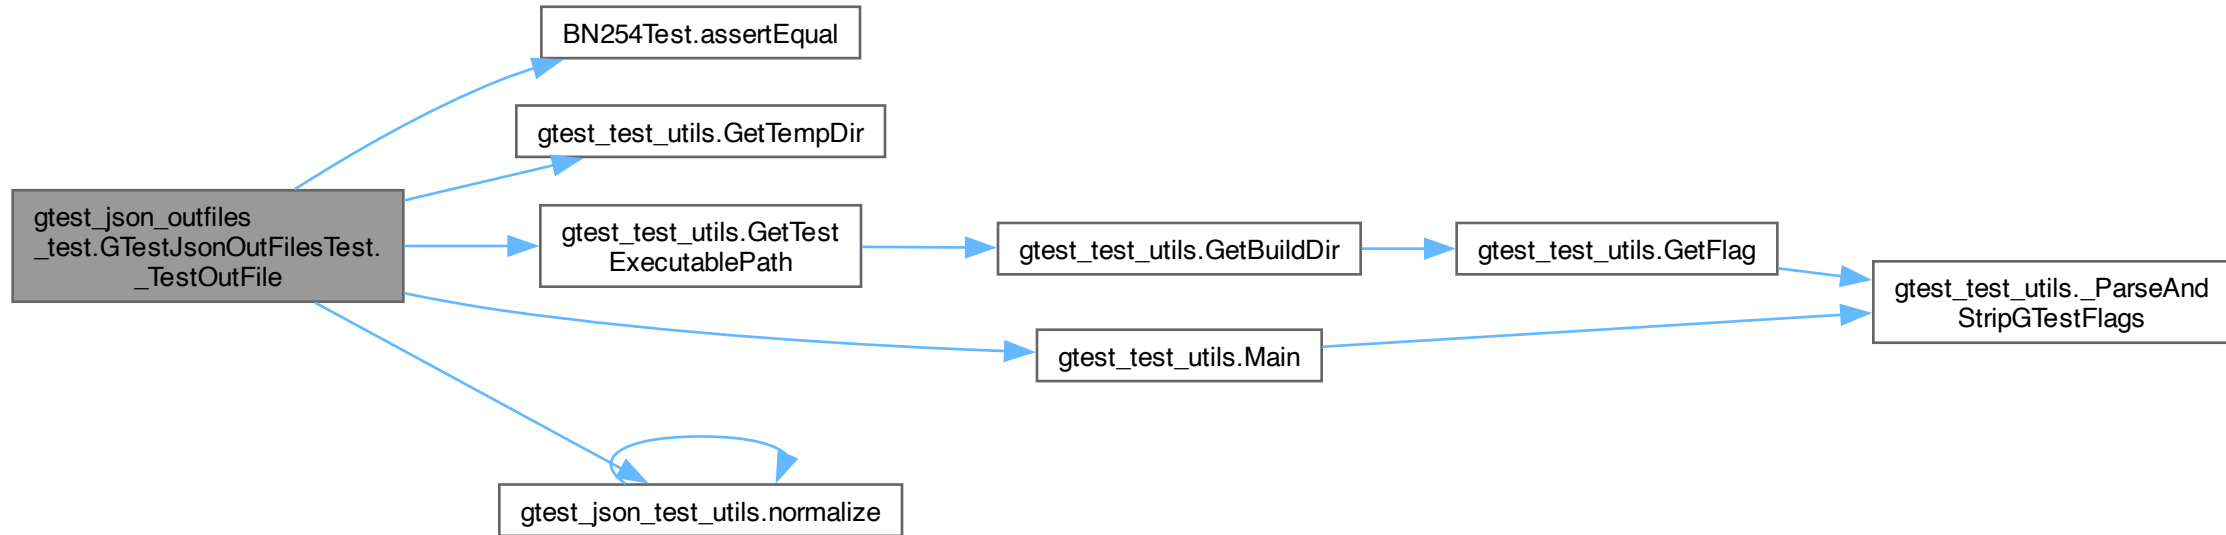 BN254Test.assertEqual
gtest_test_utils.GetTempDir
gtest_json_outfiles
_test.GTestJsonOutFilesTest.
_TestOutFile
gtest_test_utils.GetTest
ExecutablePath
gtest_test_utils.GetBuildDir
gtest_test_utils.GetFlag
gtest_test_utils._ParseAnd
StripGTestFlags
gtest_test_utils.Main
gtest_json_test_utils.normalize